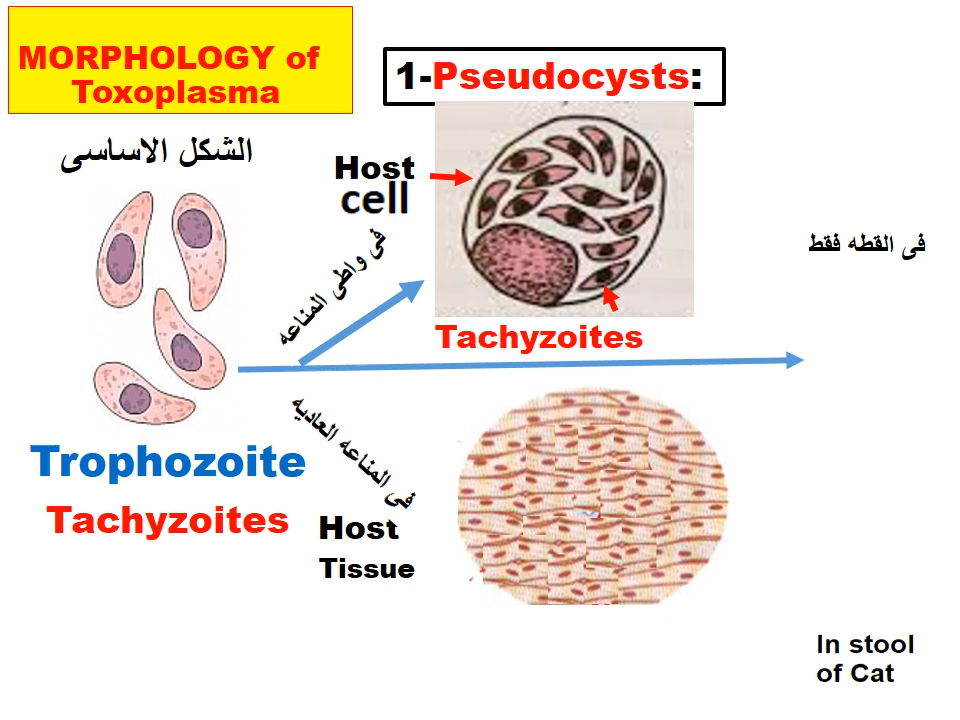 MORPHOLOGY of
Toxoplasma
1-Pseudocysts:
الشكل الاساسى
Host
cell
فى واطى المناعه
فى القطه فقط
Tachyzoites
فى المناعه العاديه
Trophozoite
Tachyzoites
Host
Tissue
In stool
of Cat